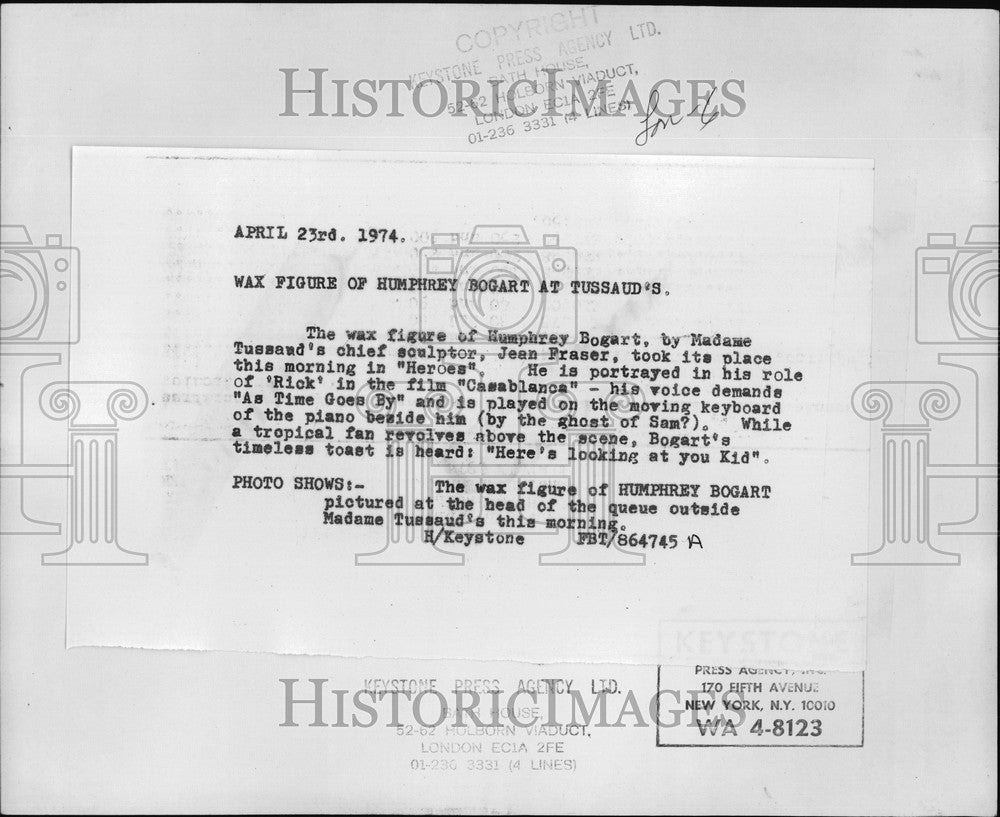 COPYRIGHT
KEYSTONE PRESS AGENCY LTD.
BATH HOUSE,
52-62 HOLBORN VIADUCT,
LONDON EC1A 2FE
01-236 3331 (4 LINES)
HISTORICIMAGES
APRIL 23rd. 1974.
WAX FIGURE OF HUMPHREY BOGART AT TUSSAUD'S.
The wax figure of Humphrey Bogart, by Madame
Tussaud's chief sculptor, Jean Fraser, took its place
this morning in "Heroes". He is portrayed in his role
of 'Rick' in the film "Casablanca" - his voice demands
"As Time Goes By" and is played on the moving keyboard
of the piano beside him (by the ghost of Sam?). While
a tropical fan revolves above the scene, Bogart's
timeless toast is heard: "Here's looking at you Kid".
PHOTO SHOWS:- The wax figure of HUMPHREY BOGART
pictured at the head of the queue outside
Madame Tussaud's this morning.
H/Keystone FBT/864745 A
KEYSTONE
PRESS AGENCY, INC.
170 FIFTH AVENUE
NEW YORK, N.Y. 10010
WA 4-8123
KEYSTONE PRESS AGENCY LTD.
HISTORICIMAGES
BATH HOUSE,
52-62 HOLBORN VIADUCT,
LONDON EC1A 2FE
01-236 3331 (4 LINES)